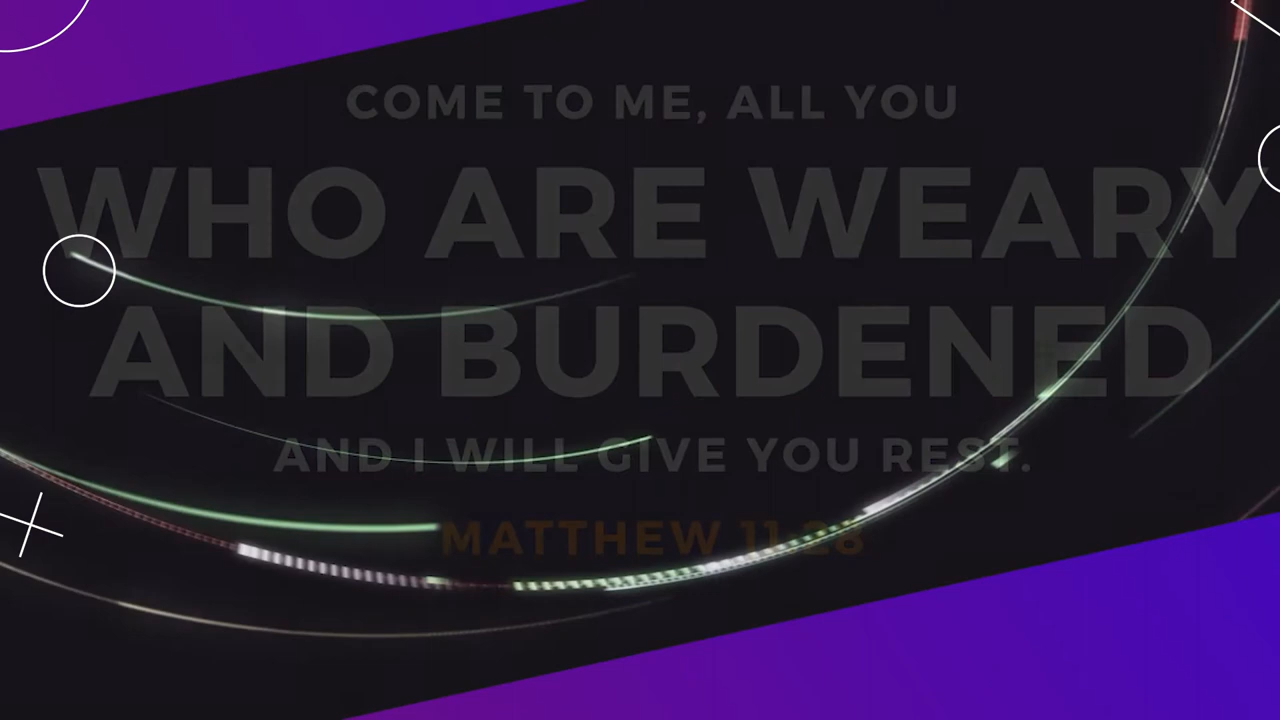 COME TO ME, ALL YOU
WHO ARE WEARY
AND BURDENED
AND I WILL GIVE YOU REST.
MATTHEW 11:28